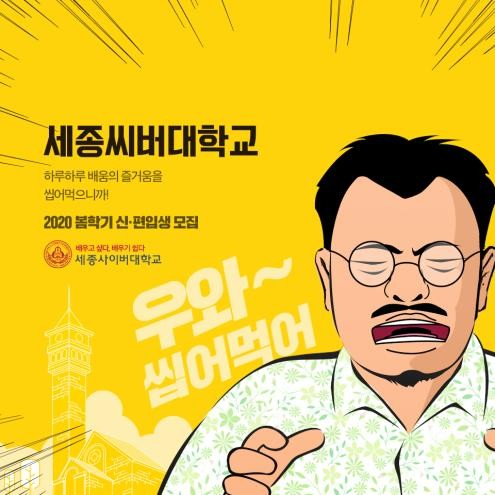 세종씨버대학교
하루하루 배움의 즐거움을
씹어먹으니까!
2020 봄학기 신·편입생 모집
배우고 싶다, 배우기 쉽다
세종사이버대학교
우와~
씹어먹어